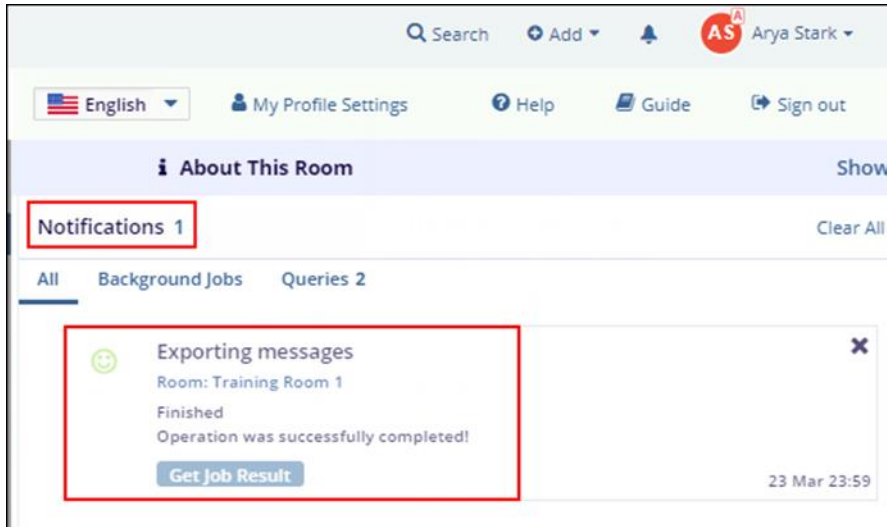 Search Add AS A Arya Stark
English My Profile Settings Help Guide Sign out
i About This Room Show
Notifications 1 Clear All
All Background Jobs Queries 2
Exporting messages
Room: Training Room 1
Finished
Operation was successfully completed!
Get Job Result
23 Mar 23:59